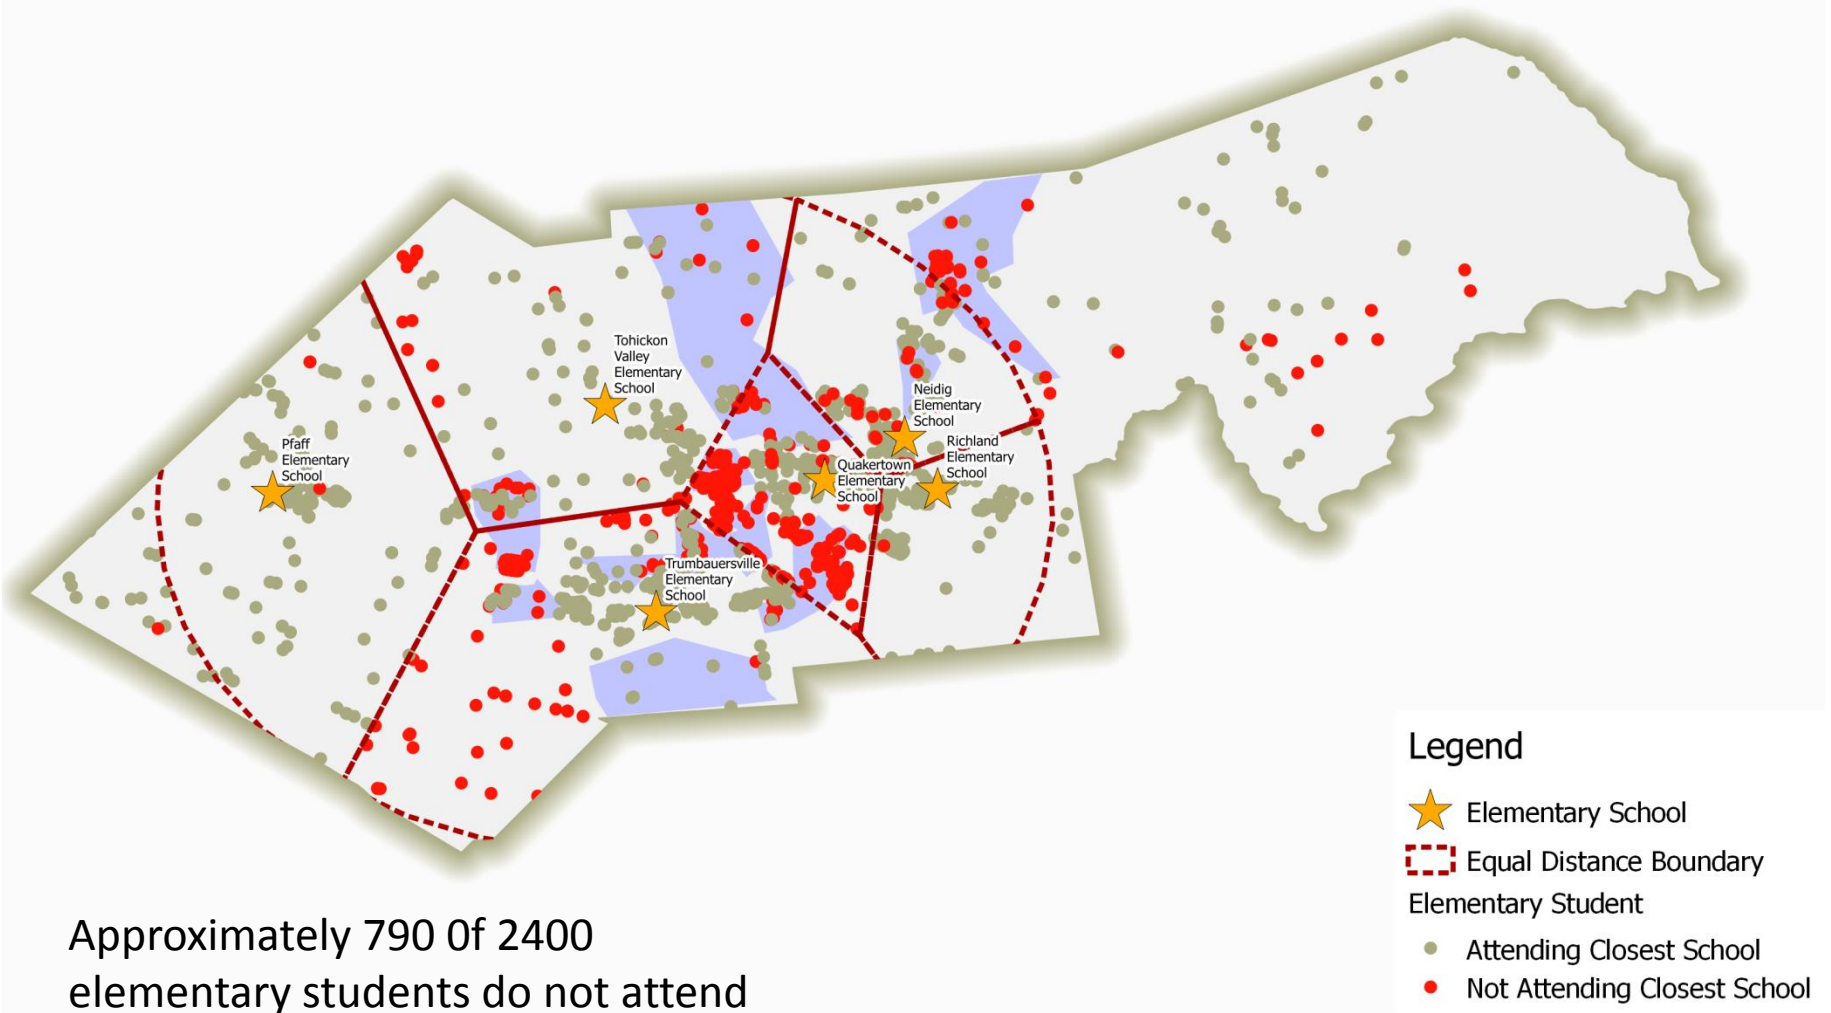 Tohickon
Valley
Elementary
School
Neidig
Elementary
School
Pfaff
Elementary
School
Richland
Elementary
School
Quakertown
Elementary
School
Trumbauersville
Elementary
School
Legend
Elementary School
Equal Distance Boundary
Elementary Student
Attending Closest School
Not Attending Closest School
Approximately 790 0f 2400
elementary students do not attend